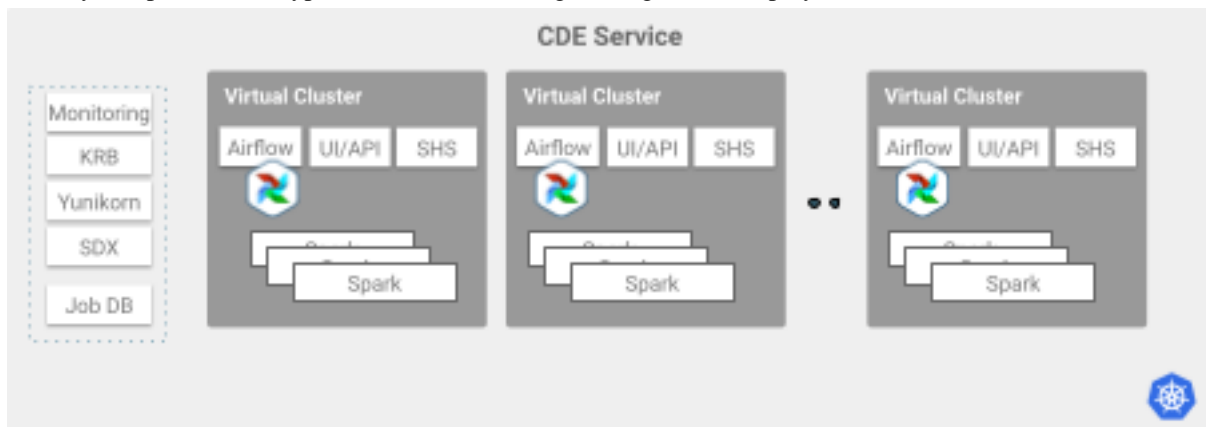 CDE Service
Monitoring
KRB
Yunikorn
SDX
Job DB
Virtual Cluster
Airflow UI/API SHS
Spark
Virtual Cluster
Airflow UI/API SHS
Spark
Virtual Cluster
Airflow UI/API SHS
Spark